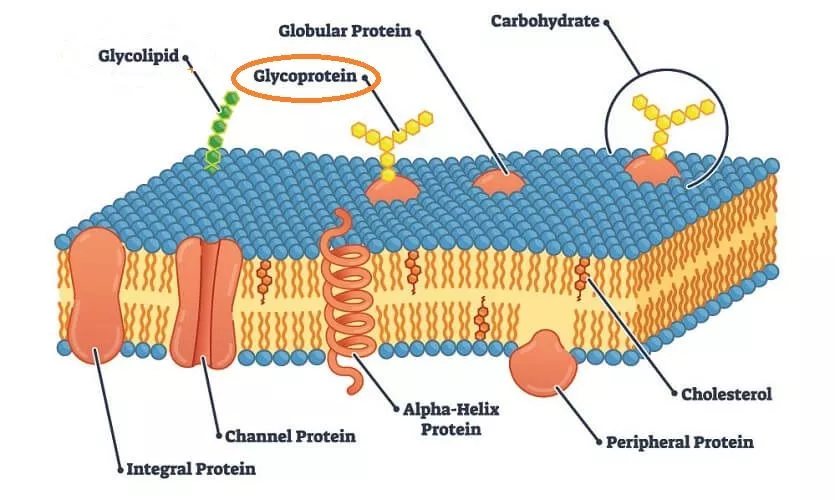 Carbohydrate
Globular Protein
Glycolipid
Glycoprotein
Cholesterol
Alpha-Helix
Protein
Channel Protein
Peripheral Protein
Integral Protein